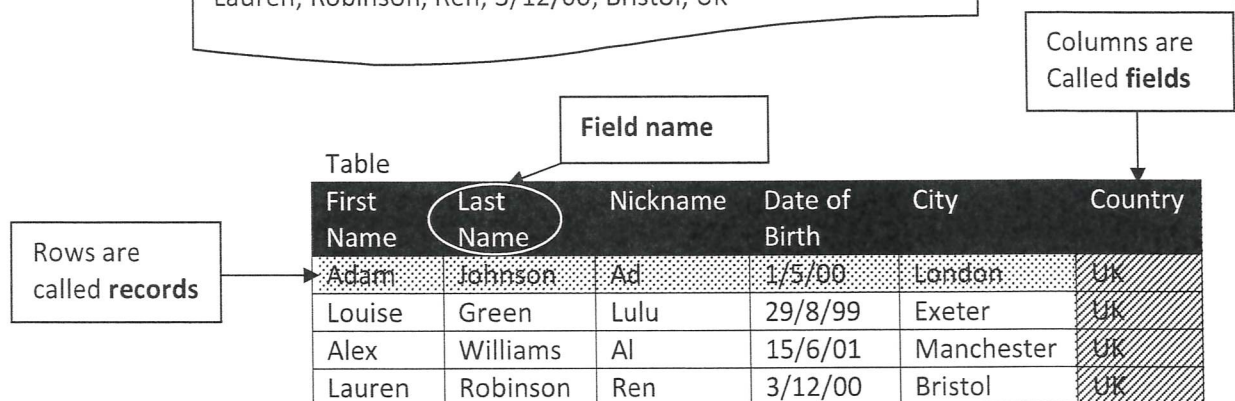 Lauren, Robinson, Ren, 3/12/00, Bristol, UK
Columns are
Called fields
Field name
Table
First Name Last Name Nickname Date of Birth City Country
Rows are
called records
Adam Johnson Ad 1/5/00 London UK
Louise Green Lulu 29/8/99 Exeter UK
Alex Williams Al 15/6/01 Manchester UK
Lauren Robinson Ren 3/12/00 Bristol UK